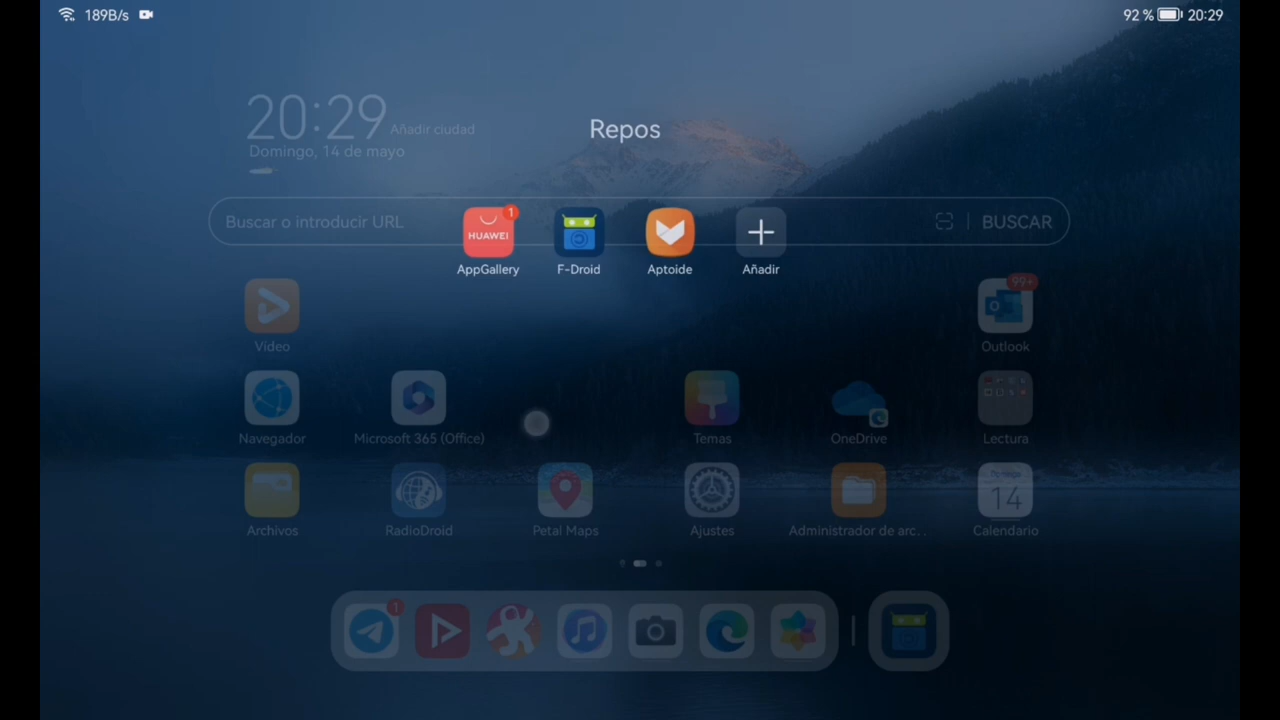 189B/s
92 % 20:29
20:29 Añadir ciudad
Domingo, 14 de mayo
Repos
Buscar o introducir URL
BUSCAR
HUAWEI
1
AppGallery
F-Droid
Aptoide
Añadir
Video
99+
Outlook
Navegador
Microsoft 365 (Office)
Temas
OneDrive
Lectura
14
Archivos
RadioDroid
Petal Maps
Ajustes
Administrador de arc...
Calendario
1